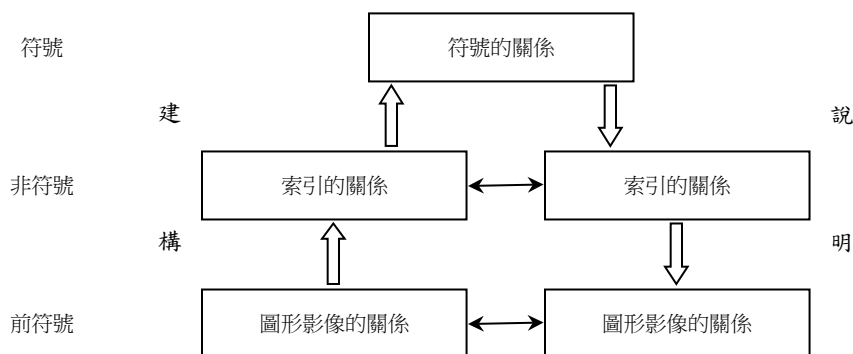 符號
符號的關係
建
說
非符號
索引的關係
索引的關係
構
明
前符號
圖形影像的關係
圖形影像的關係